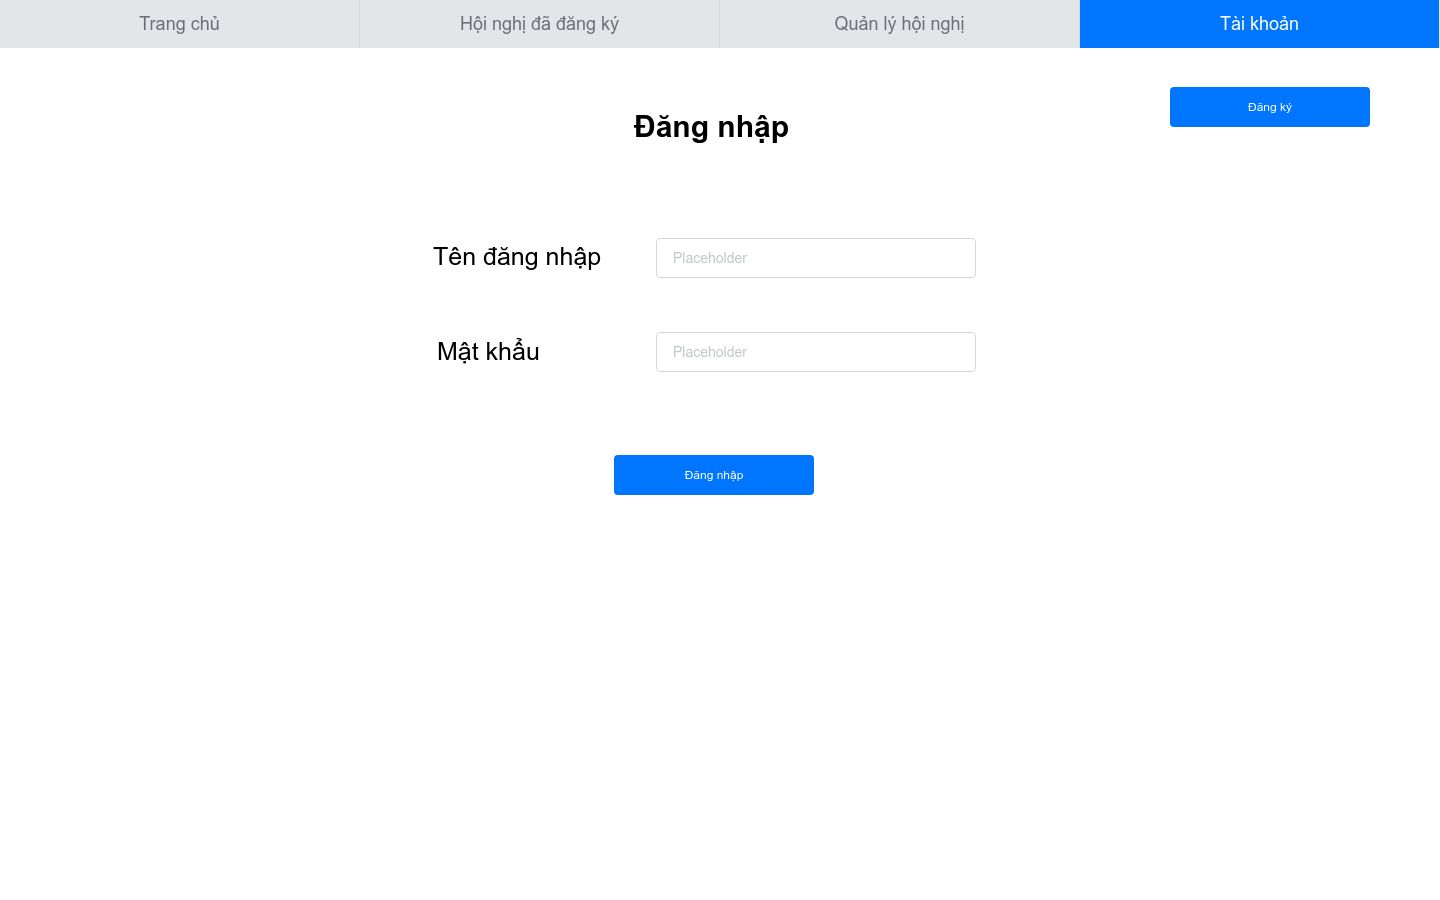 Trang chủ
Hội nghị đã đăng ký
Quản lý hội nghị
Tài khoản
Đăng ký
Đăng nhập
Tên đăng nhập
Placeholder
Mật khẩu
Placeholder
Đăng nhập